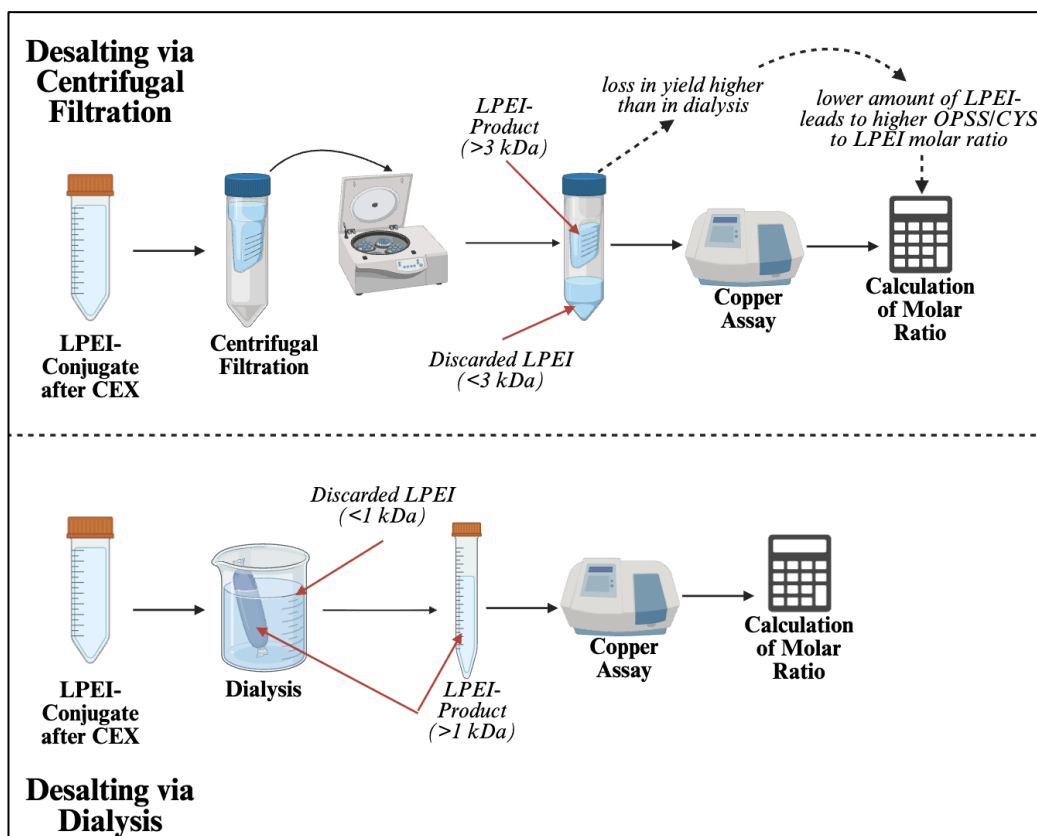 Desalting via
Centrifugal
Filtration
LPEI-
Product
(>3 kDa)
loss in yield higher
than in dialysis
lower amount of LPEI-
leads to higher OPSS/CYS
to LPEI molar ratio
LPEI-
Conjugate
after CEX
Centrifugal
Filtration
Discarded LPEI
(<3 kDa)
Copper
Assay
Calculation
of Molar
Ratio
Discarded LPEI
(<1 kDa)
LPEI-
Conjugate
after CEX
Dialysis
LPEI-
Product
(>1 kDa)
Copper
Assay
Calculation
of Molar
Ratio
Desalting via
Dialysis